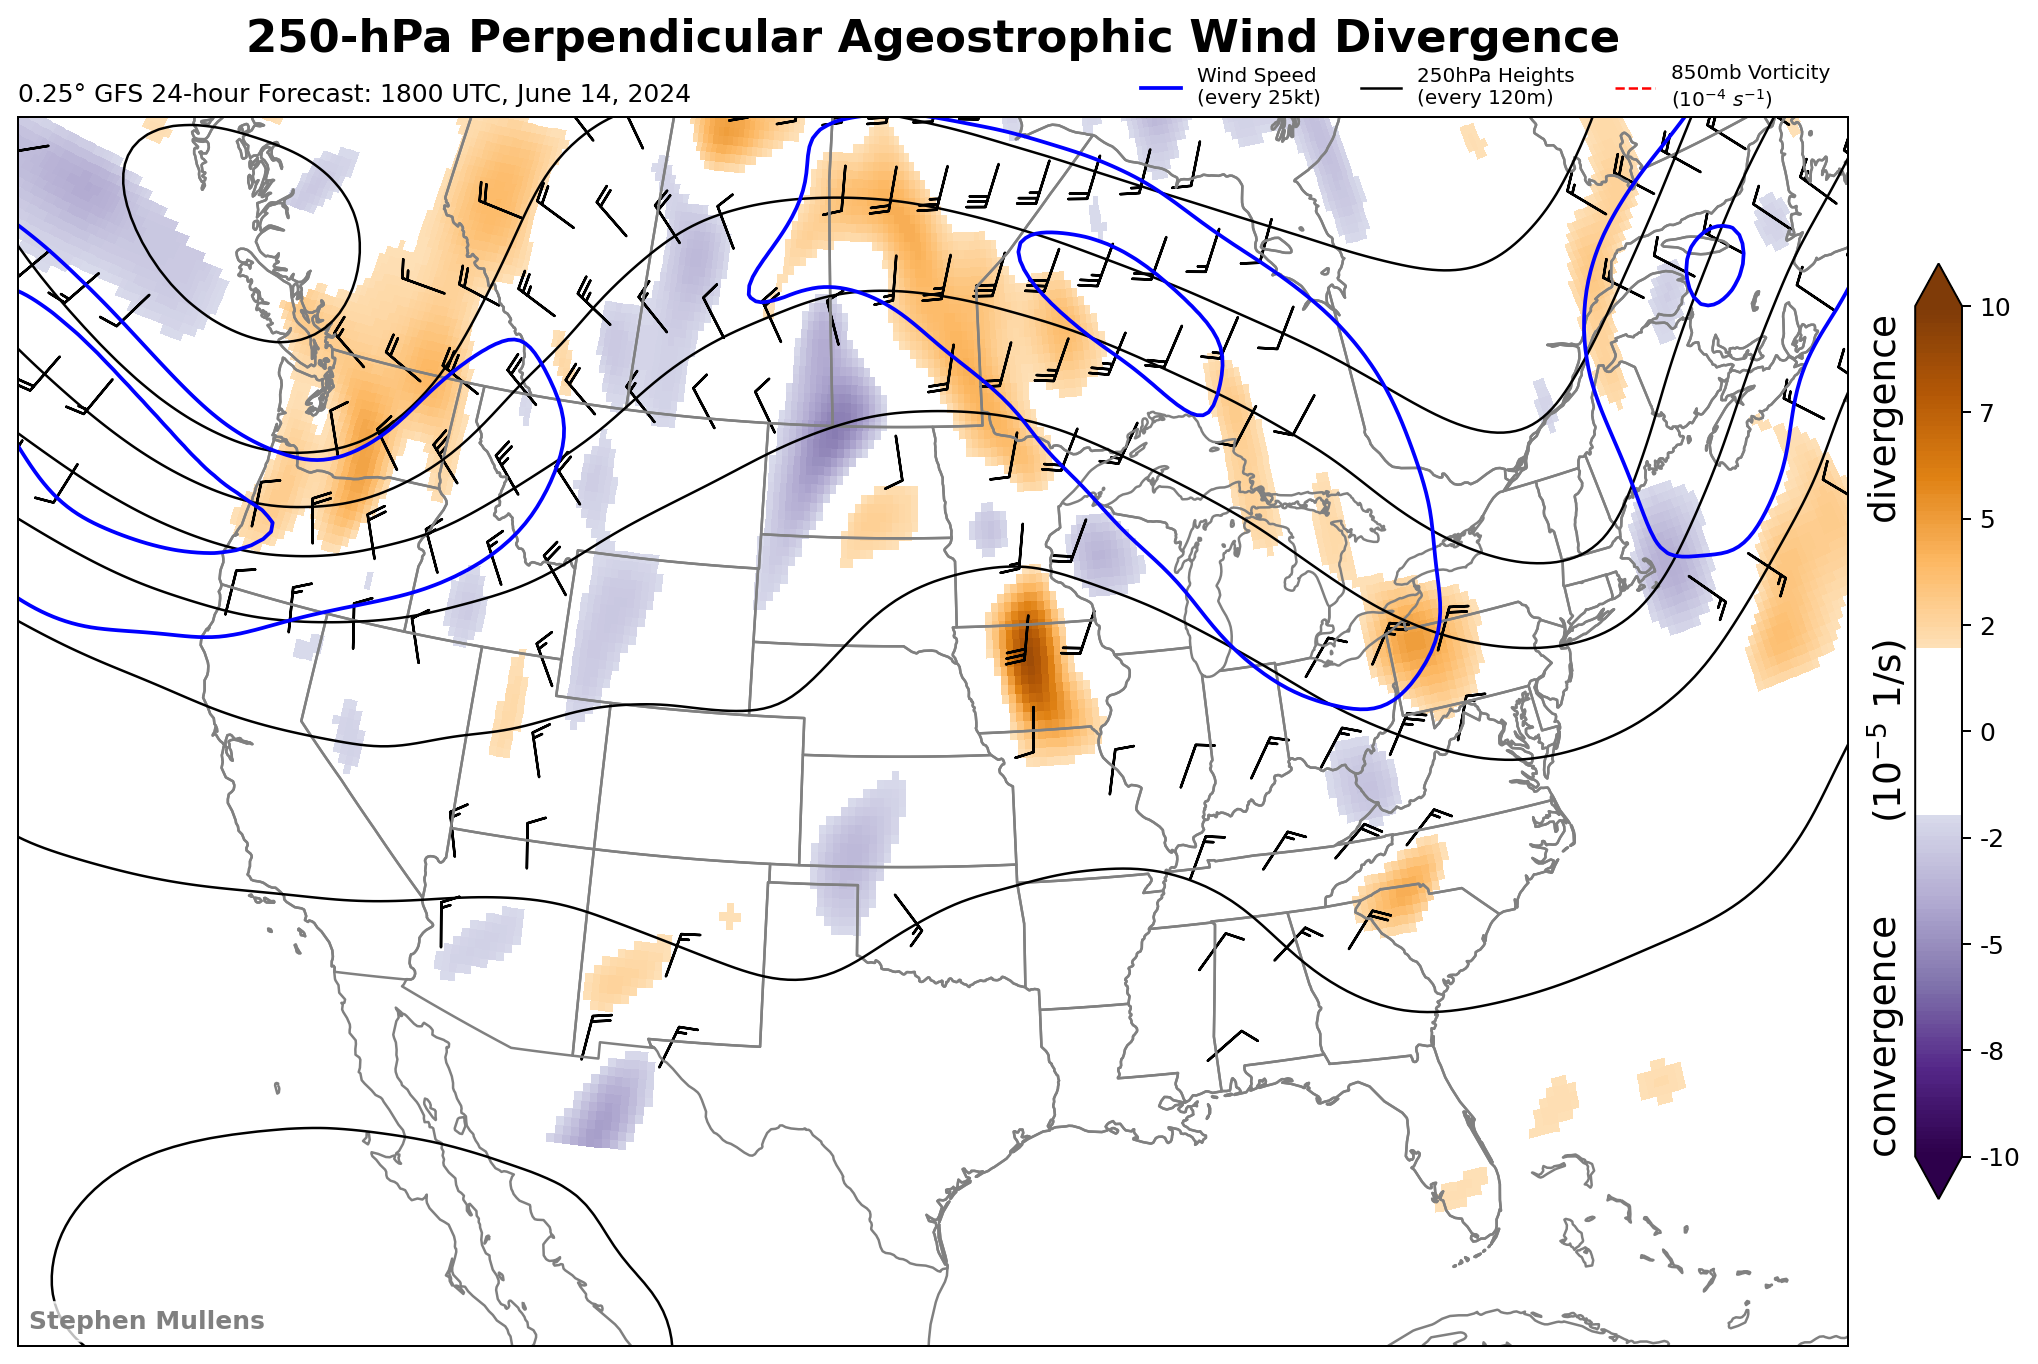 250-hPa Perpendicular Ageostrophic Wind Divergence
0.25° GFS 24-hour Forecast: 1800 UTC, June 14, 2024
Wind Speed
(every 25kt)
250hPa Heights
(every 120m)
850mb Vorticity
(10⁻⁴ s⁻¹)
10
7
5
2
0
-2
-5
-8
-10
convergence (10⁻⁵ 1/s) divergence
Stephen Mullens